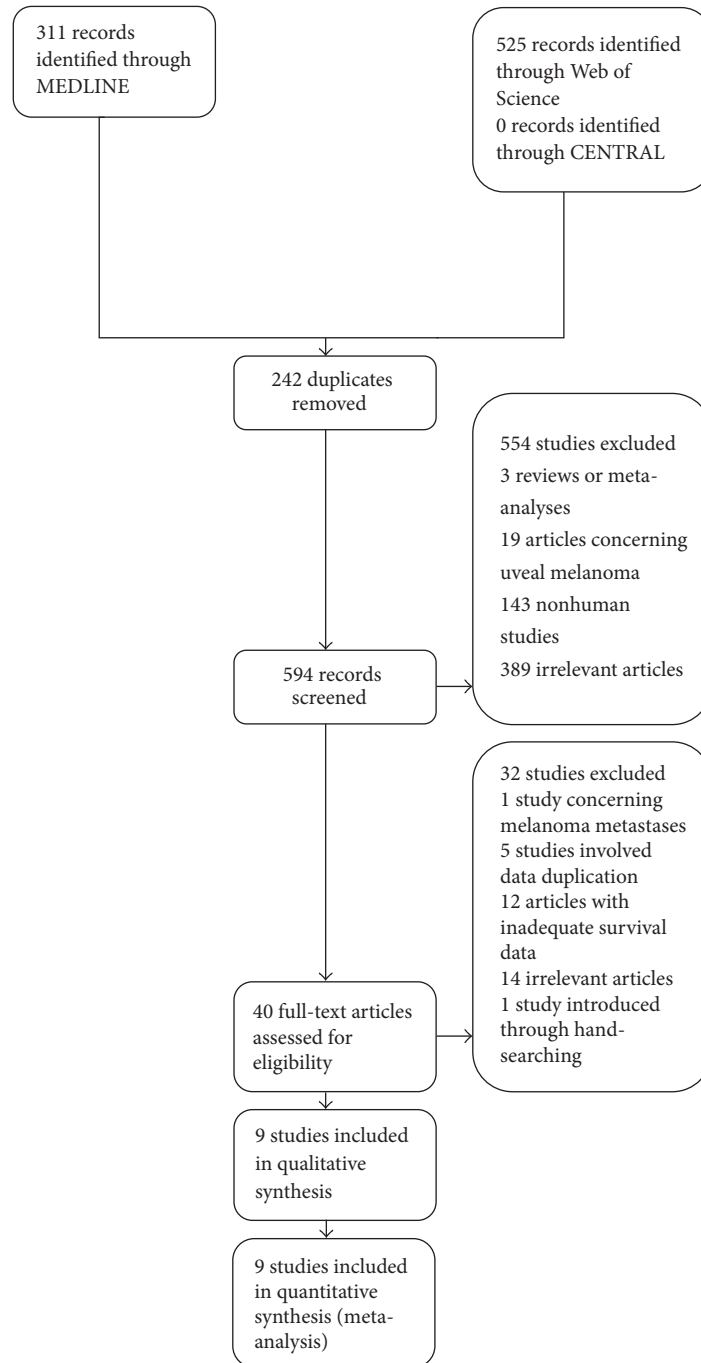 311 records
identified through
MEDLINE
525 records identified
through Web of
Science
0 records identified
through CENTRAL
242 duplicates
removed
554 studies excluded
3 reviews or meta-
analyses
19 articles concerning
uveal melanoma
143 nonhuman
studies
389 irrelevant articles
594 records
screened
32 studies excluded
1 study concerning
melanoma metastases
5 studies involved
data duplication
12 articles with
inadequate survival
data
14 irrelevant articles
1 study introduced
through hand-
searching
40 full-text articles
assessed for
eligibility
9 studies included
in qualitative
synthesis
9 studies included
in quantitative
synthesis (meta-
analysis)